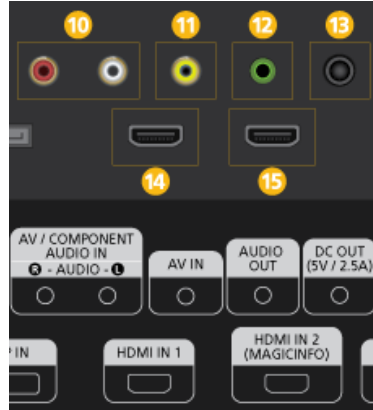 10 11 12 13
14 15
AV / COMPONENT
AUDIO IN
R - AUDIO - L
AV IN
AUDIO
OUT
DC OUT
(5V / 2.5A)
P IN
HDMI IN 1
HDMI IN 2
(MAGICINFO)